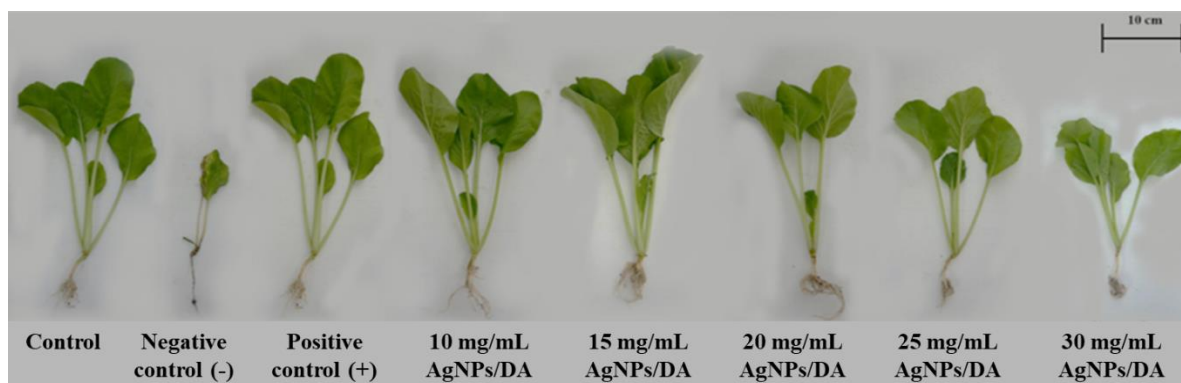 10 cm
Control
Negative
control (-)
Positive
control (+)
10 mg/mL
AgNPs/DA
15 mg/mL
AgNPs/DA
20 mg/mL
AgNPs/DA
25 mg/mL
AgNPs/DA
30 mg/mL
AgNPs/DA